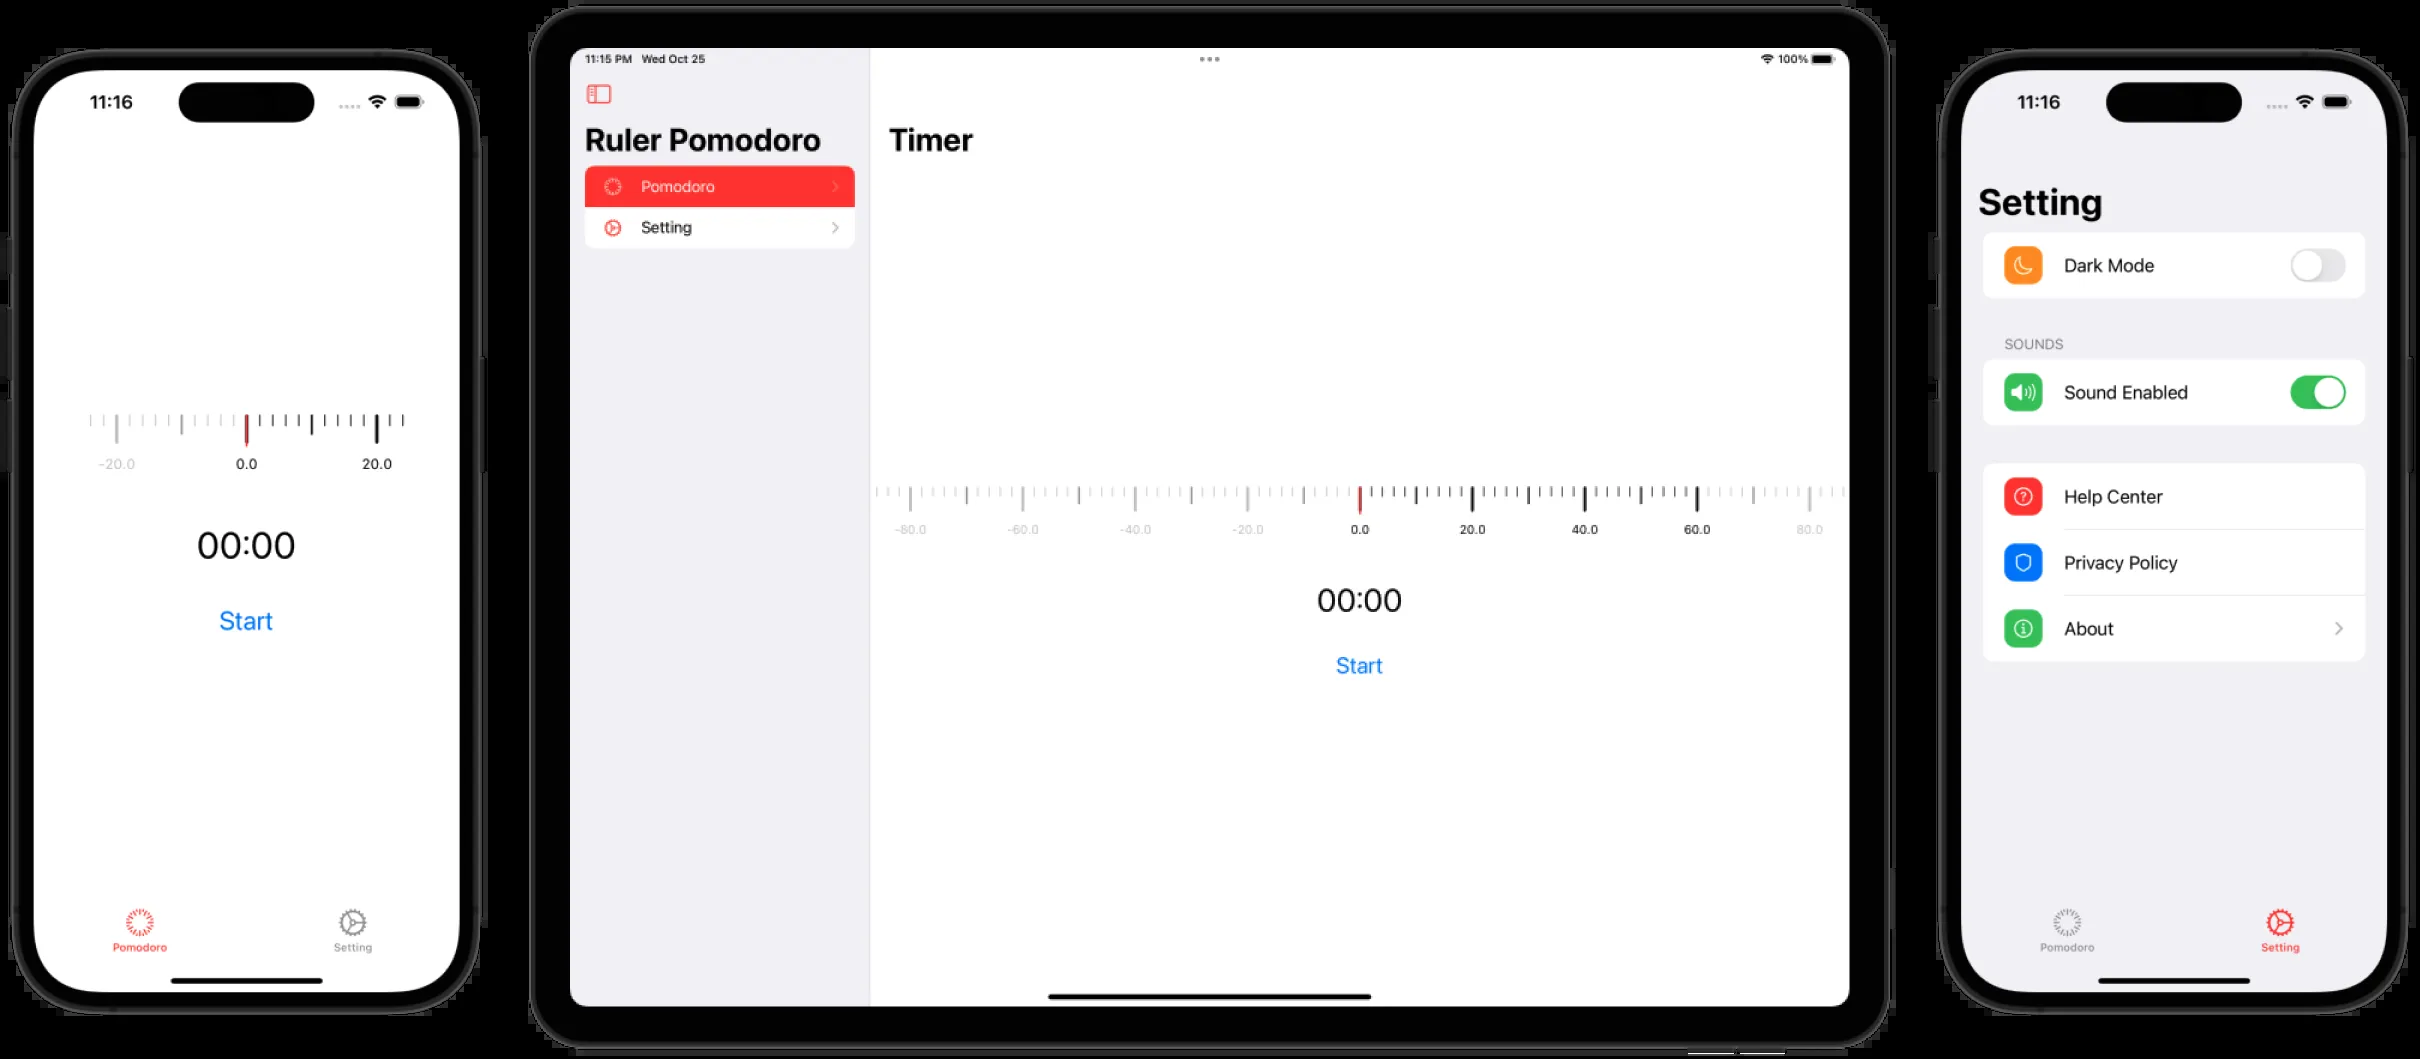 11:16
-20.0 0.0 20.0
00:00
Start
Pomodoro Setting
11:15 PM Wed Oct 25
100%
Ruler Pomodoro
Pomodoro
Setting
Timer
-80.0 -60.0 -40.0 -20.0 0.0 20.0 40.0 60.0 80.0
00:00
Start
11:16
Setting
Dark Mode
SOUNDS
Sound Enabled
Help Center
Privacy Policy
About
Pomodoro Setting